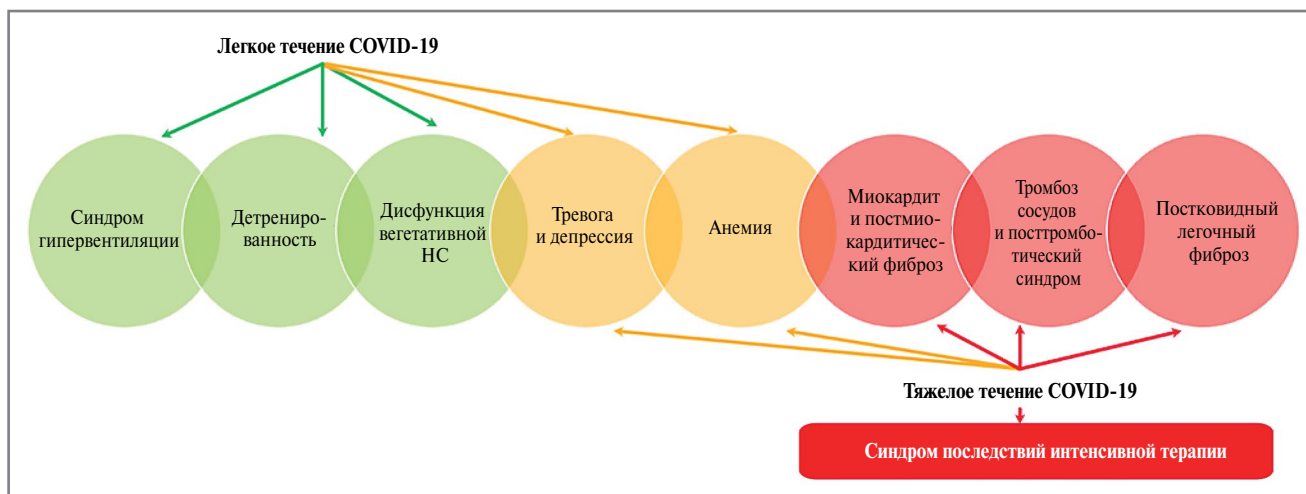 Легкое течение COVID-19
Синдром
гипервентиляции
Детрениро-
ванность
Дисфункция
вегетативной
НС
Тревога
и депрессия
Анемия
Миокардит
и постмио-
кардитичес-
кий фиброз
Тромбоз
сосудов
и посттромбо-
тический
синдром
Постковидный
легочный
фиброз
Тяжелое течение COVID-19
Синдром последствий интенсивной терапии